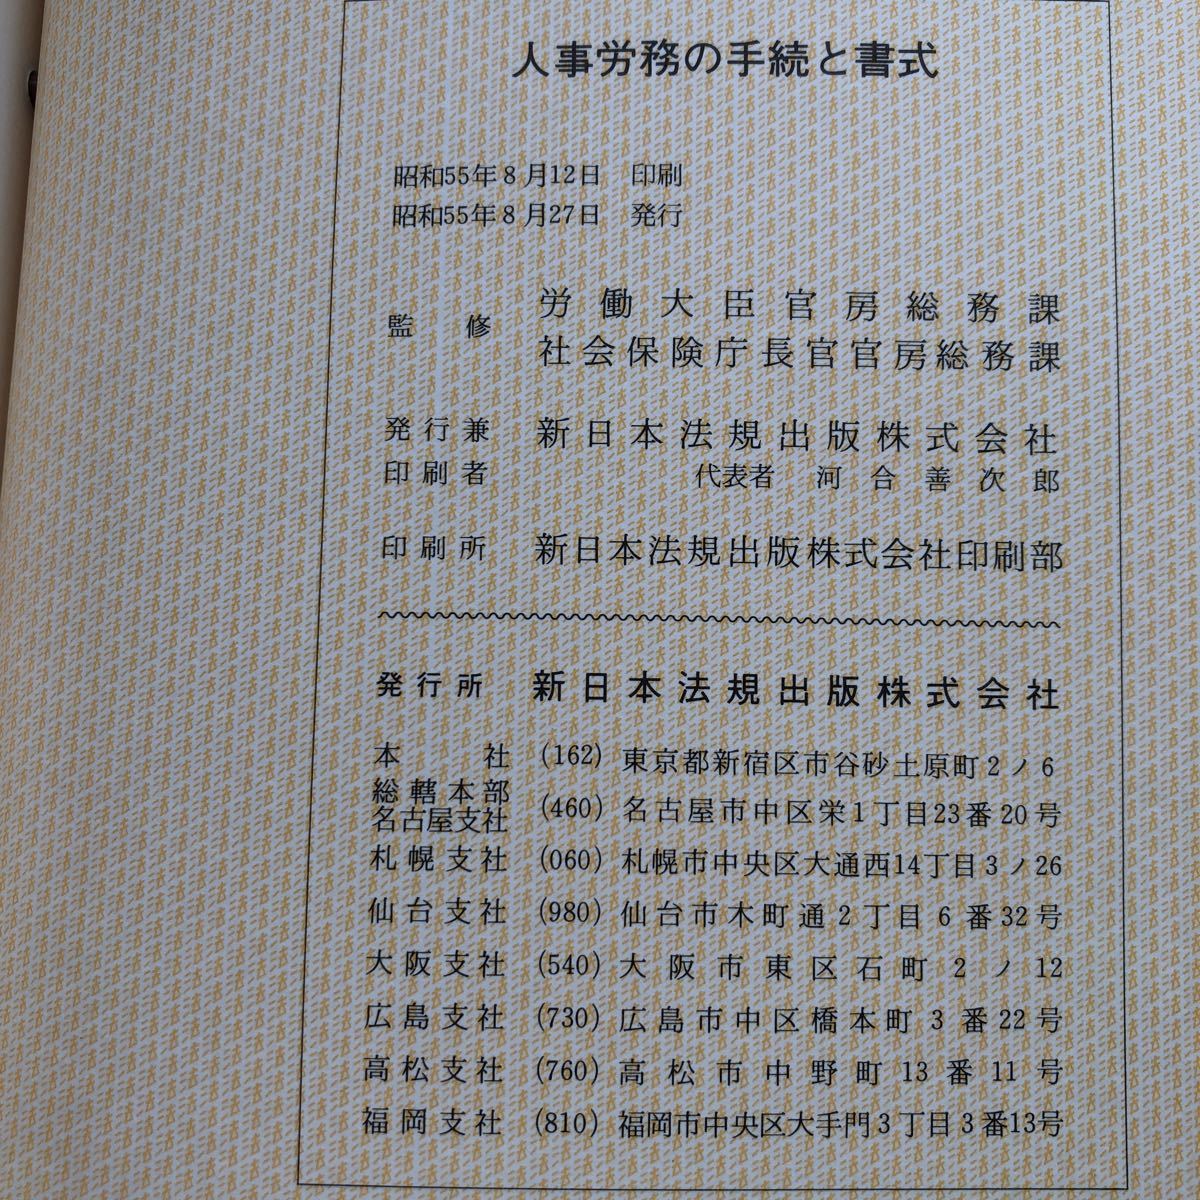 人事労務の手続と書式
昭和55年8月12日 印刷
昭和55年8月27日 発行
監修 労働大臣官房総務課
社会保険庁長官官房総務課
発行兼 新日本法規出版株式会社
印刷者 代表者 河合善次郎
印刷所 新日本法規出版株式会社印刷部
発行所 新日本法規出版株式会社
本社 (162) 東京都新宿区市谷砂土原町2ノ6
総轄本部
名古屋支社 (460) 名古屋市中区栄1丁目23番20号
札幌支社 (060) 札幌市中央区大通西14丁目3ノ26
仙台支社 (980) 仙台市木町通2丁目6番32号
大阪支社 (540) 大阪市東区石町2ノ12
広島支社 (730) 広島市中区橋本町3番22号
高松支社 (760) 高松市中野町13番11号
福岡支社 (810) 福岡市中央区大手門3丁目3番13号